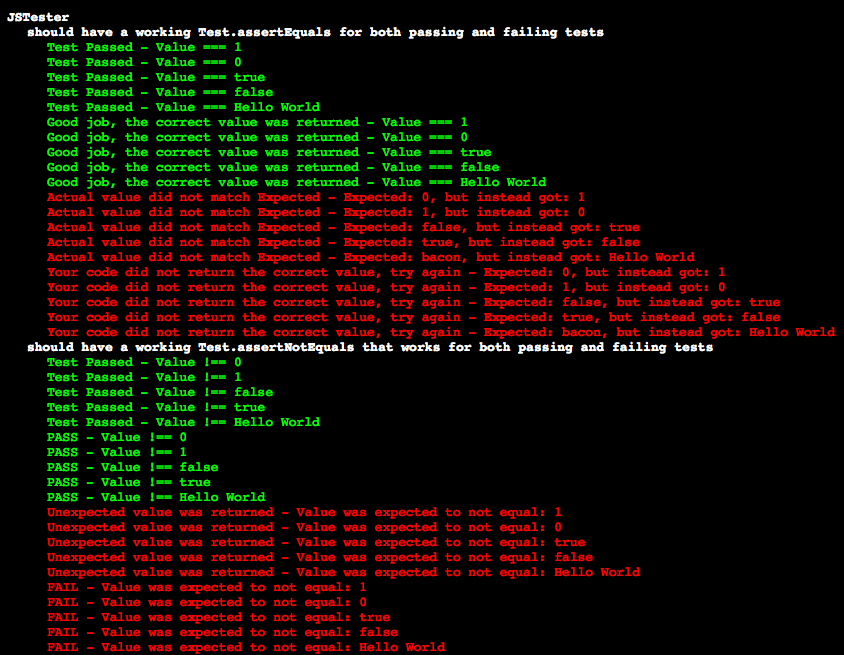 JSTester
should have a working Test.assertEquals for both passing and failing tests
Test Passed - Value === 1
Test Passed - Value === 0
Test Passed - Value === true
Test Passed - Value === false
Test Passed - Value === Hello World
Good job, the correct value was returned - Value === 1
Good job, the correct value was returned - Value === 0
Good job, the correct value was returned - Value === true
Good job, the correct value was returned - Value === false
Good job, the correct value was returned - Value === Hello World
Actual value did not match Expected - Expected: 0, but instead got: 1
Actual value did not match Expected - Expected: 1, but instead got: 0
Actual value did not match Expected - Expected: false, but instead got: true
Actual value did not match Expected - Expected: true, but instead got: false
Actual value did not match Expected - Expected: bacon, but instead got: Hello World
Your code did not return the correct value, try again - Expected: 0, but instead got: 1
Your code did not return the correct value, try again - Expected: 1, but instead got: 0
Your code did not return the correct value, try again - Expected: false, but instead got: true
Your code did not return the correct value, try again - Expected: true, but instead got: false
Your code did not return the correct value, try again - Expected: bacon, but instead got: Hello World
should have a working Test.assertNotEquals that works for both passing and failing tests
Test Passed - Value !== 0
Test Passed - Value !== 1
Test Passed - Value !== false
Test Passed - Value !== true
Test Passed - Value !== Hello World
PASS - Value !== 0
PASS - Value !== 1
PASS - Value !== false
PASS - Value !== true
PASS - Value !== Hello World
Unexpected value was returned - Value was expected to not equal: 1
Unexpected value was returned - Value was expected to not equal: 0
Unexpected value was returned - Value was expected to not equal: true
Unexpected value was returned - Value was expected to not equal: false
Unexpected value was returned - Value was expected to not equal: Hello World
FAIL - Value was expected to not equal: 1
FAIL - Value was expected to not equal: 0
FAIL - Value was expected to not equal: true
FAIL - Value was expected to not equal: false
FAIL - Value was expected to not equal: Hello World